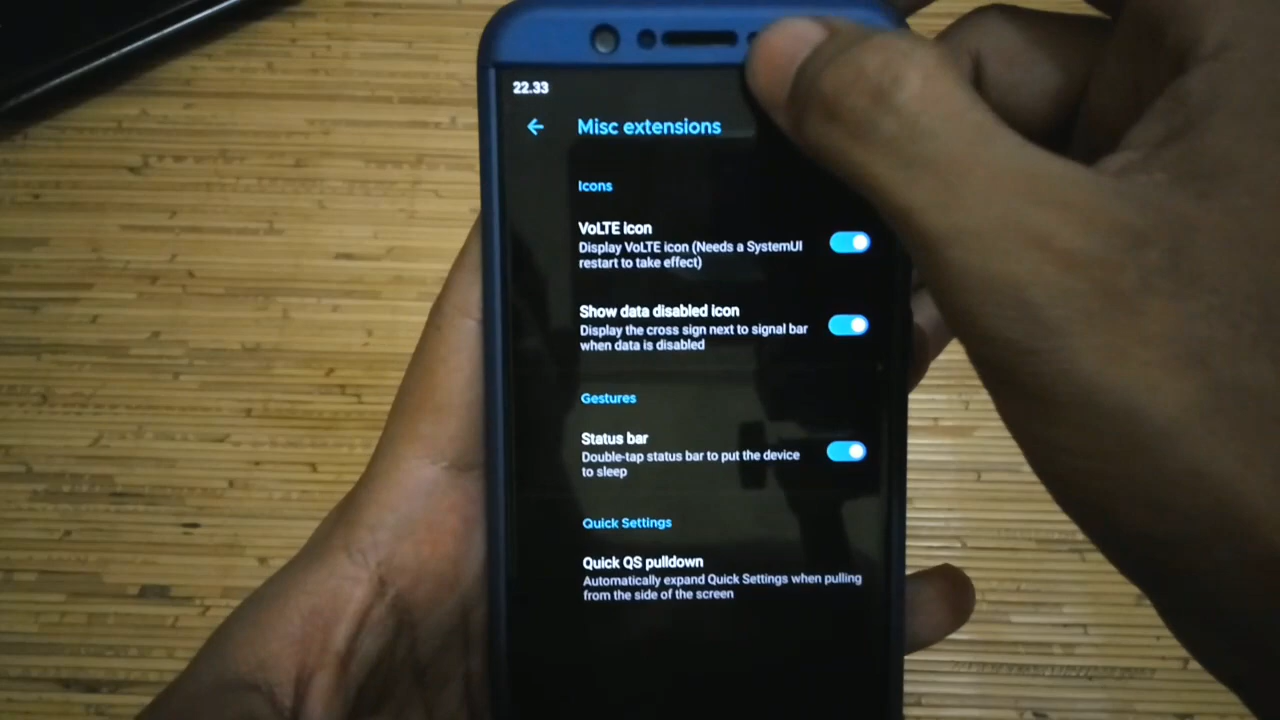 22.33
Misc extensions
Icons
VoLTE icon
Display VoLTE icon (Needs a SystemUI
restart to take effect)
Show data disabled icon
Display the cross sign next to signal bar
when data is disabled
Gestures
Status bar
Double-tap status bar to put the device
to sleep
Quick Settings
Quick QS pulldown
Automatically expand Quick Settings when pulling
from the side of the screen